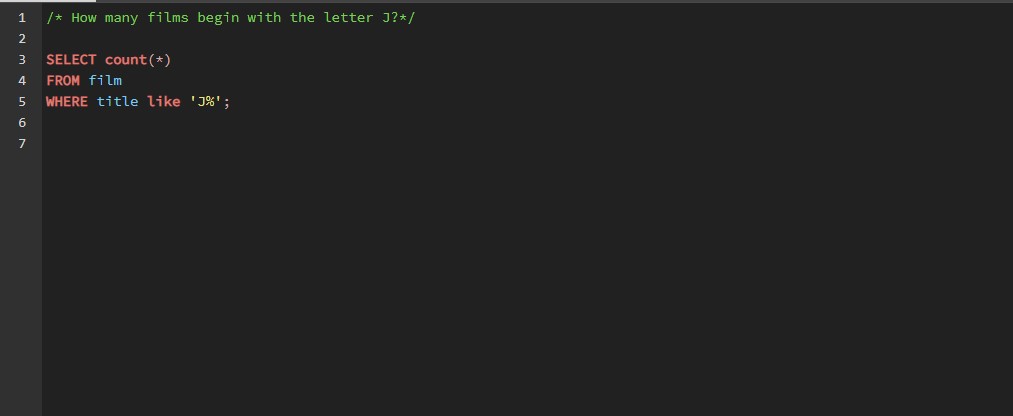 1 /* How many films begin with the letter J?*/
2
3 SELECT count(*)
4 FROM film
5 WHERE title like 'J%';
6
7